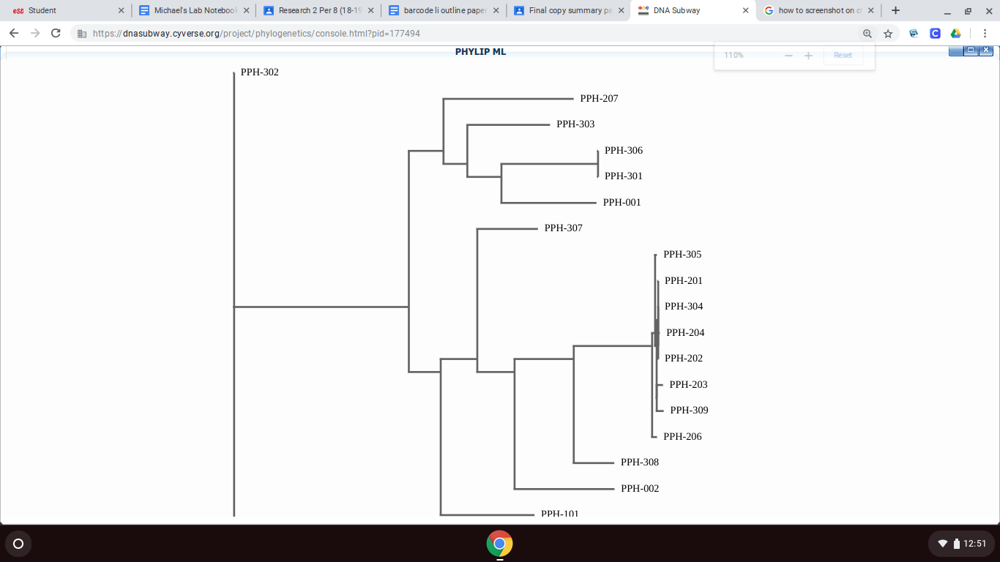 esd Student
Michael's Lab Notebook
Research 2 Per 8 (18-19
barcode li outline paper
Final copy summary pa
DNA Subway
how to screenshot on c
https://dnasubway.cyverse.org/project/phylogenetics/console.html?pid=177494
PHYLIP ML
110%
Reset
PPH-302
PPH-207
PPH-303
PPH-306
PPH-301
PPH-001
PPH-307
PPH-305
PPH-201
PPH-304
PPH-204
PPH-202
PPH-203
PPH-309
PPH-206
PPH-308
PPH-002
PPH-101
12:51